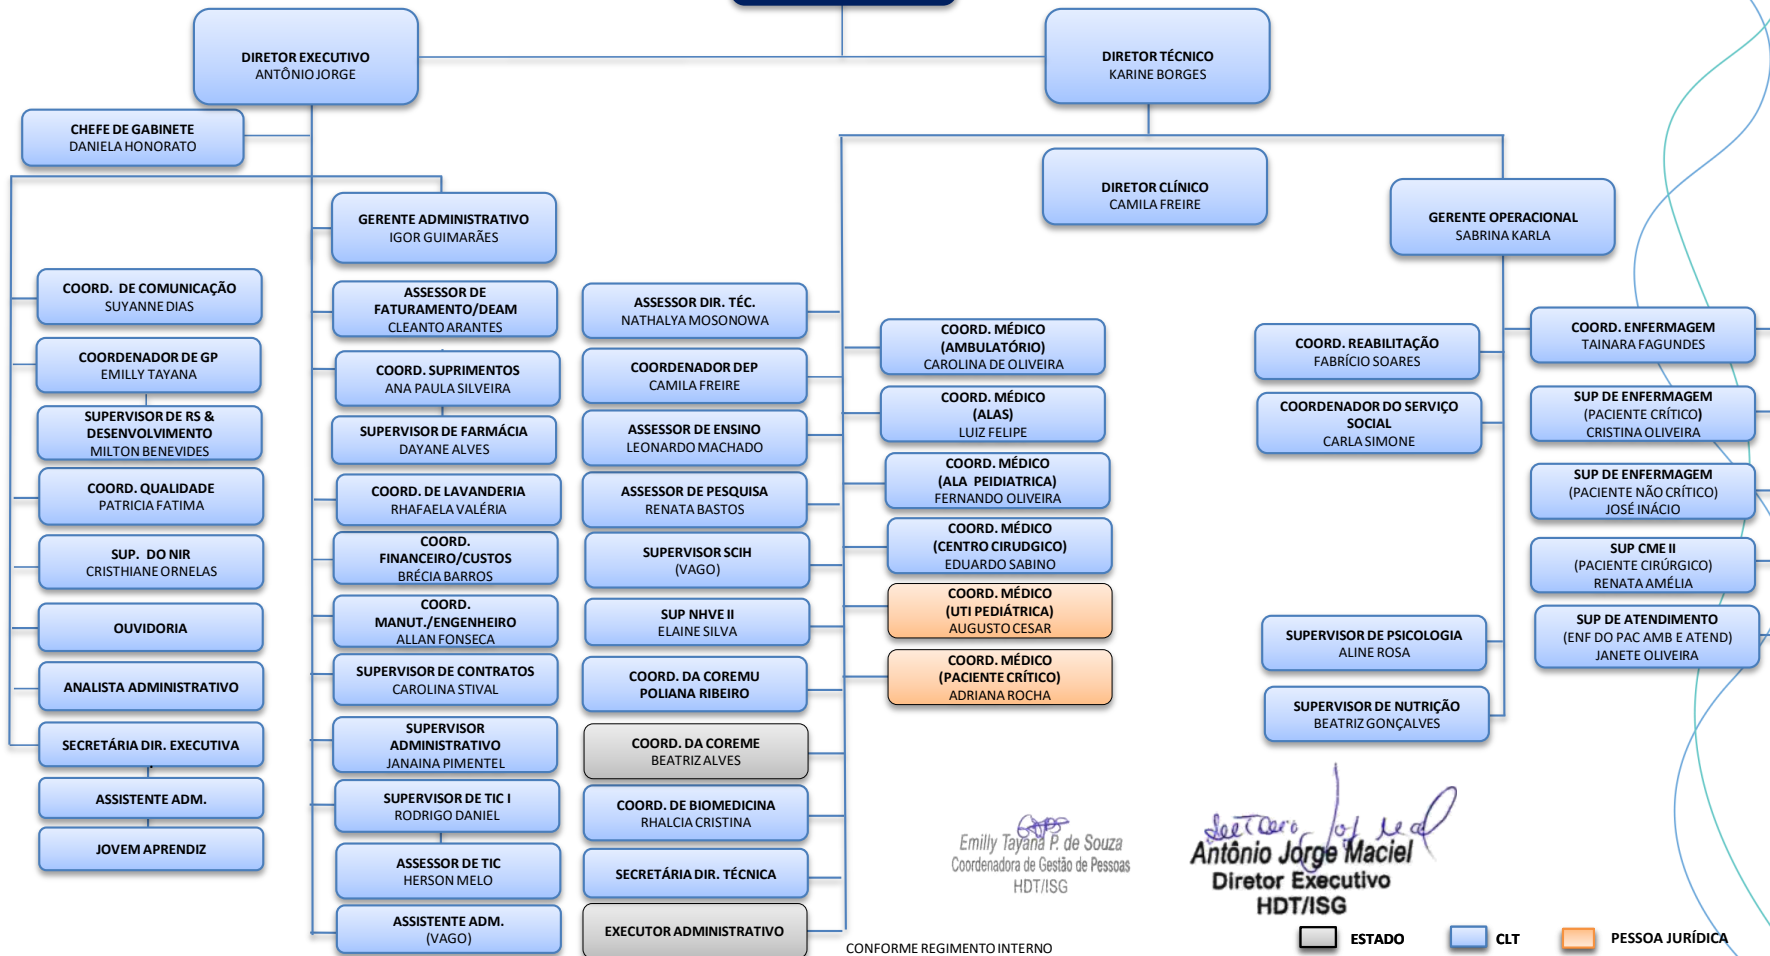 DIRETOR EXECUTIVO
ANTÔNIO JORGE
DIRETOR TÉCNICO
KARINE BORGES
CHEFE DE GABINETE
DANIELA HONORATO
DIRETOR CLÍNICO
CAMILA FREIRE
GERENTE ADMINISTRATIVO
IGOR GUIMARÃES
GERENTE OPERACIONAL
SABRINA KARLA
COORD. DE COMUNICAÇÃO
SUYANNE DIAS
COORDENADOR DE GP
EMILLY TAYANA
SUPERVISOR DE RS &
DESENVOLVIMENTO
MILTON BENEVIDES
COORD. QUALIDADE
PATRICIA FATIMA
SUP. DO NIR
CRISTHIANE ORNELAS
OUVIDORIA
ANALISTA ADMINISTRATIVO
SECRETÁRIA DIR. EXECUTIVA
ASSISTENTE ADM.
JOVEM APRENDIZ
ASSESSOR DE
FATURAMENTO/DEAM
CLEANTO ARANTES
COORD. SUPRIMENTOS
ANA PAULA SILVEIRA
SUPERVISOR DE FARMÁCIA
DAYANE ALVES
COORD. DE LAVANDERIA
RHAFAELA VALÉRIA
COORD.
FINANCEIRO/CUSTOS
BRÉCIA BARROS
COORD.
MANUT./ENGENHEIRO
ALLAN FONSECA
SUPERVISOR DE CONTRATOS
CAROLINA STIVAL
SUPERVISOR
ADMINISTRATIVO
JANAINA PIMENTEL
SUPERVISOR DE TIC I
RODRIGO DANIEL
ASSESSOR DE TIC
HERSON MELO
ASSISTENTE ADM.
(VAGO)
ASSESSOR DIR. TÉC.
NATHALYA MOSONOWA
COORDENADOR DEP
CAMILA FREIRE
ASSESSOR DE ENSINO
LEONARDO MACHADO
ASSESSOR DE PESQUISA
RENATA BASTOS
SUPERVISOR SCIH
(VAGO)
SUP NHVE II
ELAINE SILVA
COORD. DA COREMU
POLIANA RIBEIRO
COORD. DA COREME
BEATRIZ ALVES
COORD. DE BIOMEDICINA
RHALCIA CRISTINA
SECRETÁRIA DIR. TÉCNICA
EXECUTOR ADMINISTRATIVO
COORD. MÉDICO
(AMBULATÓRIO)
CAROLINA DE OLIVEIRA
COORD. MÉDICO
(ALAS)
LUIZ FELIPE
COORD. MÉDICO
(ALA PEIDIATRICA)
FERNANDO OLIVEIRA
COORD. MÉDICO
(CENTRO CIRUDGICO)
EDUARDO SABINO
COORD. MÉDICO
(UTI PEDIÁTRICA)
AUGUSTO CESAR
COORD. MÉDICO
(PACIENTE CRÍTICO)
ADRIANA ROCHA
COORD. REABILITAÇÃO
FABRÍCIO SOARES
COORDENADOR DO SERVIÇO
SOCIAL
CARLA SIMONE
SUPERVISOR DE PSICOLOGIA
ALINE ROSA
SUPERVISOR DE NUTRIÇÃO
BEATRIZ GONÇALVES
COORD. ENFERMAGEM
TAINARA FAGUNDES
SUP DE ENFERMAGEM
(PACIENTE CRÍTICO)
CRISTINA OLIVEIRA
SUP DE ENFERMAGEM
(PACIENTE NÃO CRÍTICO)
JOSÉ INÁCIO
SUP CME II
(PACIENTE CIRÚRGICO)
RENATA AMÉLIA
SUP DE ATENDIMENTO
(ENF DO PAC AMB E ATEND)
JANETE OLIVEIRA
Emilly Tayana P. de Souza
Coordenadora de Gestão de Pessoas
HDT/ISG
Antônio Jorge Maciel
Diretor Executivo
HDT/ISG
CONFORME REGIMENTO INTERNO
ESTADO
CLT
PESSOA JURÍDICA